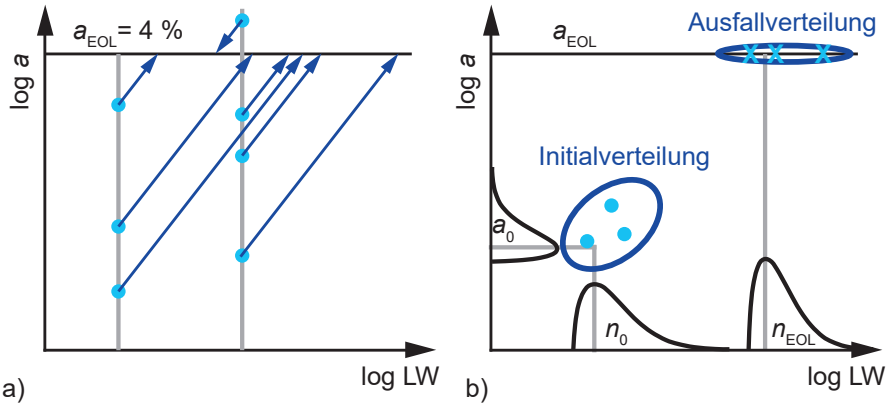 a_EOL = 4 %
log a
log LW
a)
a_EOL
Ausfallverteilung
log a
Initialverteilung
a_0
n_0
n_EOL
log LW
b)